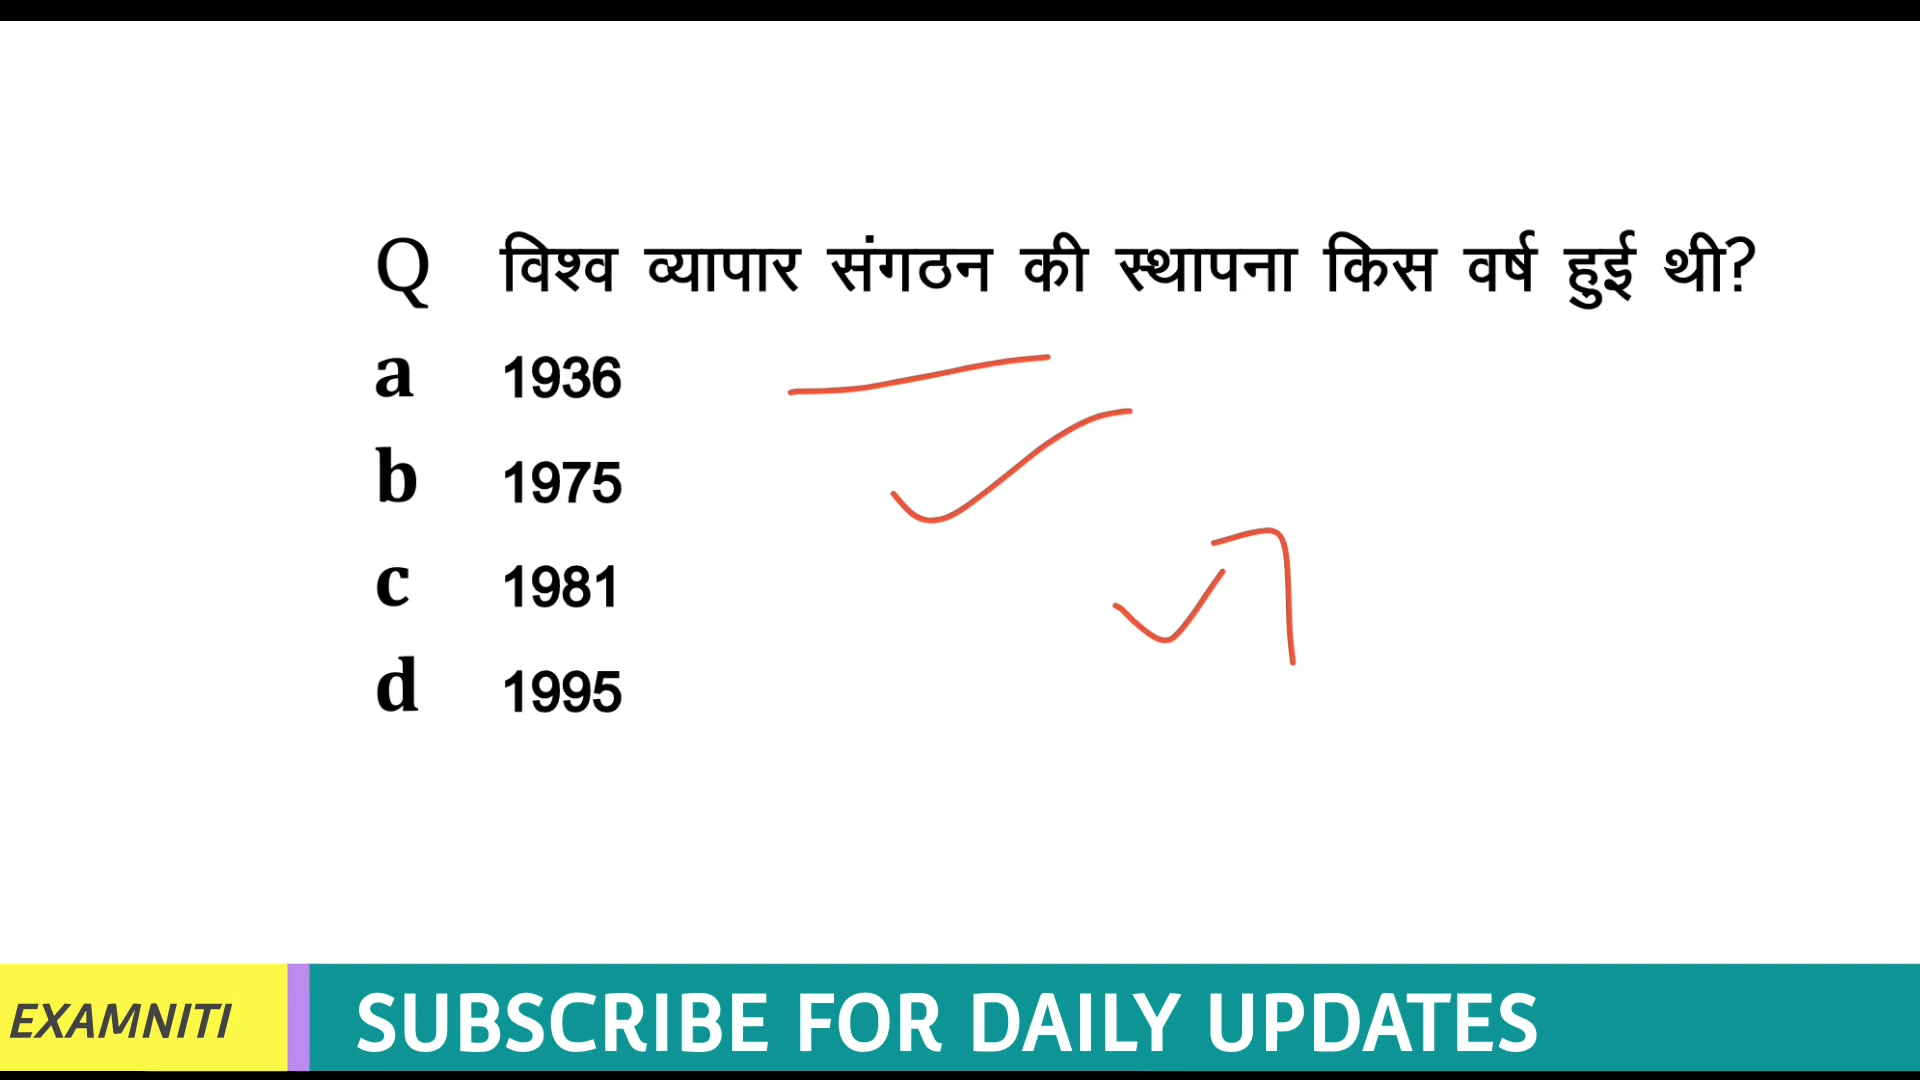 Q विश्व व्यापार संगठन की स्थापना किस वर्ष हुई थी?
a 1936
b 1975
c 1981
d 1995
EXAMNITI SUBSCRIBE FOR DAILY UPDATES